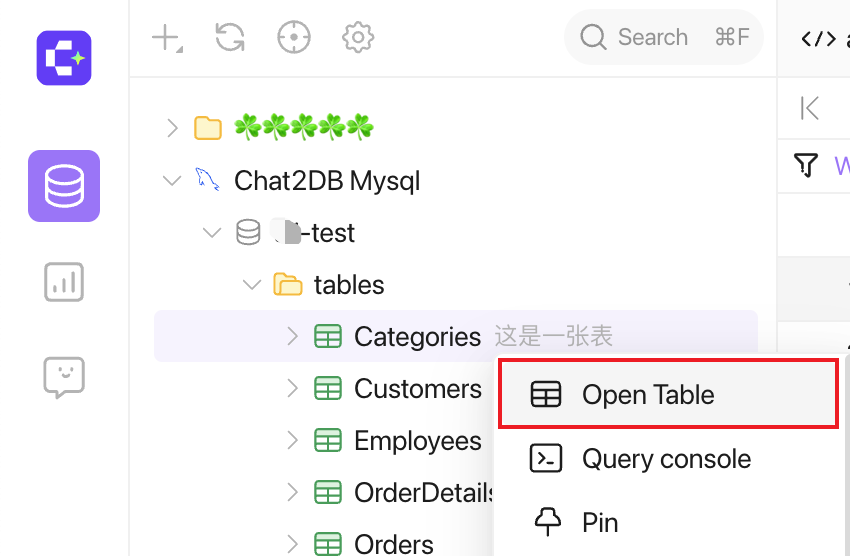 Search ⌘F
Chat2DB Mysql
-test
tables
Categories 这是一张表
Customers
Employees
OrderDetails
Orders
Open Table
Query console
Pin